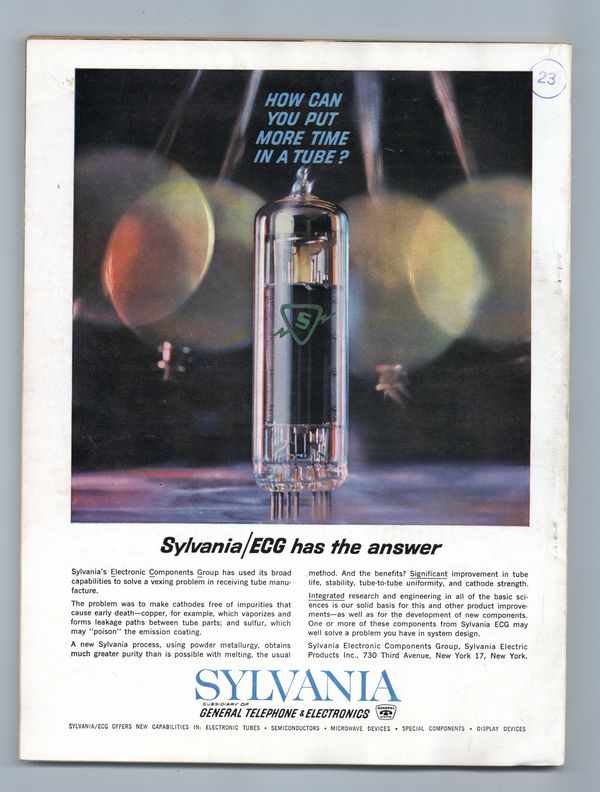 23
HOW CAN
YOU PUT
MORE TIME
IN A TUBE?
S
Sylvania/ECG has the answer
Sylvania's Electronic Components Group has used its broad
capabilities to solve a vexing problem in receiving tube manu-
facture.
The problem was to make cathodes free of impurities that
cause early death—copper, for example, which vaporizes and
forms leakage paths between tube parts; and sulfur, which
may "poison" the emission coating.
A new Sylvania process, using powder metallurgy, obtains
much greater purity than is possible with melting, the usual
method. And the benefits? Significant improvement in tube
life, stability, tube-to-tube uniformity, and cathode strength.
Integrated research and engineering in all of the basic sci-
ences is our solid basis for this and other product improve-
ments—as well as for the development of new components.
One or more of these components from Sylvania ECG may
well solve a problem you have in system design.
Sylvania Electronic Components Group, Sylvania Electric
Products Inc., 730 Third Avenue, New York 17, New York.
SYLVANIA
SUBSIDIARY OF
GENERAL TELEPHONE & ELECTRONICS
GENERAL
SYSTEM
SYLVANIA/ECG OFFERS NEW CAPABILITIES IN: ELECTRONIC TUBES • SEMICONDUCTORS • MICROWAVE DEVICES • SPECIAL COMPONENTS • DISPLAY DEVICES